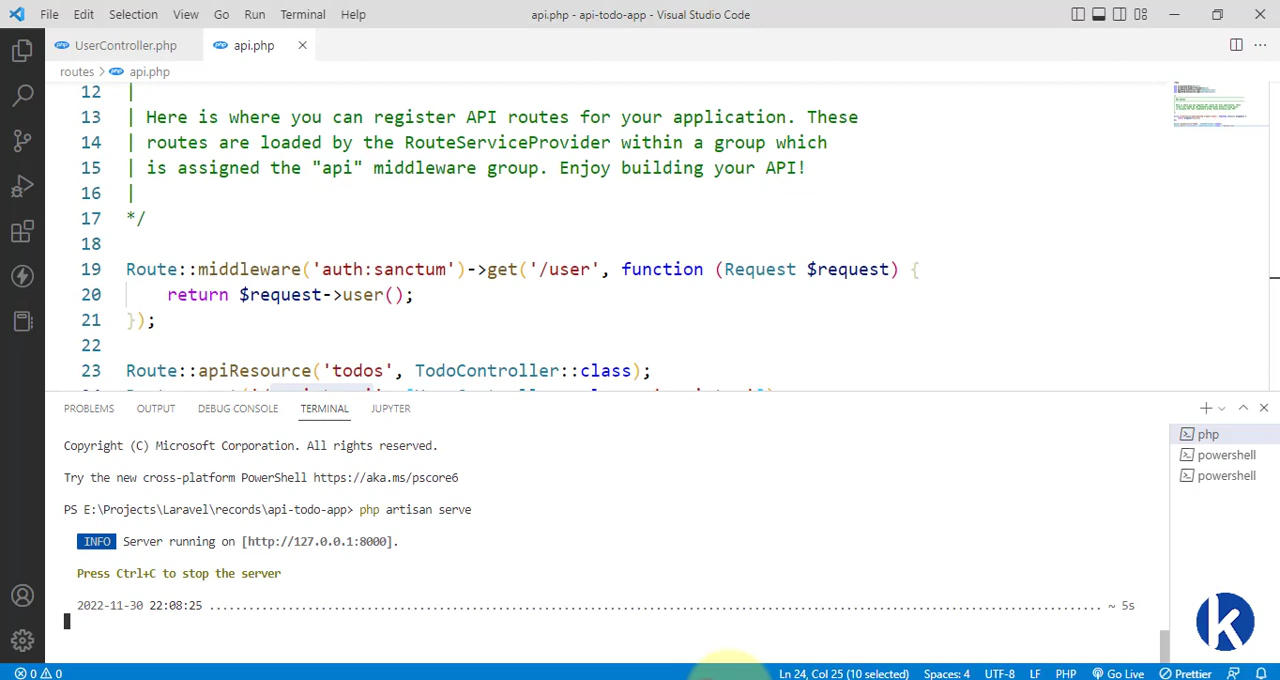 File Edit Selection View Go Run Terminal Help
api.php - api-todo-app - Visual Studio Code
UserController.php
api.php
routes > api.php
12 |
13 | Here is where you can register API routes for your application. These
14 | routes are loaded by the RouteServiceProvider within a group which
15 | is assigned the "api" middleware group. Enjoy building your API!
16 |
17 */
18
19 Route::middleware('auth:sanctum')->get('/user', function (Request $request) {
20 return $request->user();
21 });
22
23 Route::apiResource('todos', TodoController::class);
24
PROBLEMS OUTPUT DEBUG CONSOLE TERMINAL JUPYTER
Copyright (C) Microsoft Corporation. All rights reserved.
Try the new cross-platform PowerShell https://aka.ms/pscore6
PS E:\Projects\Laravel\records\api-todo-app> php artisan serve
INFO Server running on [http://127.0.0.1:8000].
Press Ctrl+C to stop the server
2022-11-30 22:08:25 ........................................................................................................................................ ~ 5s
php
powershell
powershell
k
0 0
Ln 24, Col 25 (10 selected) Spaces: 4 UTF-8 LF PHP Go Live Prettier